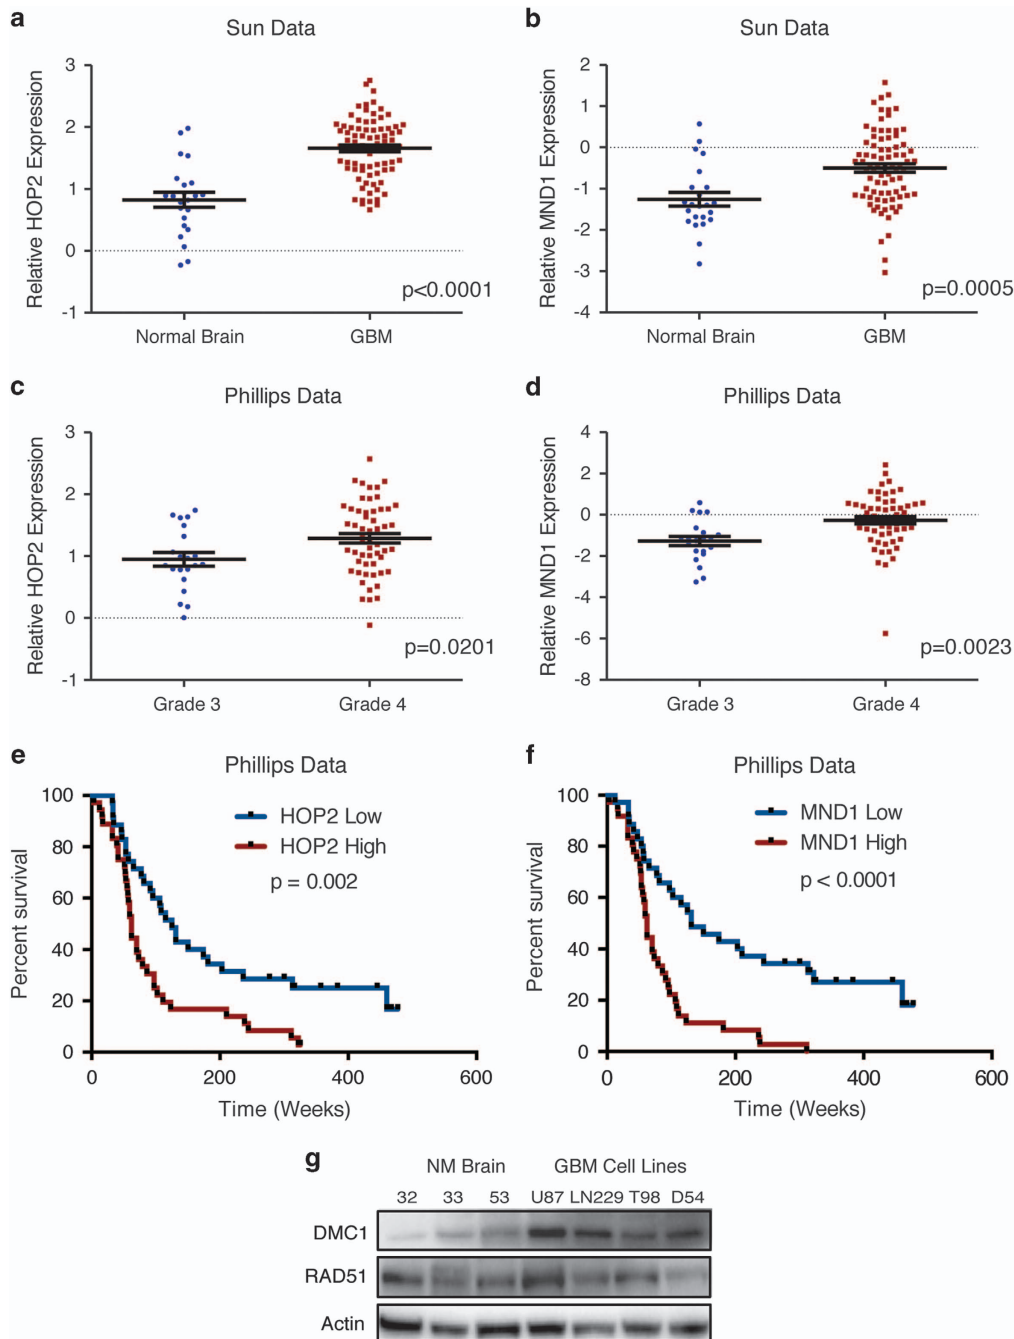 a
Sun Data
Relative HOP2 Expression
3
2
1
0
-1
p<0.0001
Normal Brain GBM
b
Sun Data
Relative MND1 Expression
2
1
0
-1
-2
-3
-4
p=0.0005
Normal Brain GBM
c
Phillips Data
Relative HOP2 Expression
3
2
1
0
-1
p=0.0201
Grade 3 Grade 4
d
Phillips Data
Relative MND1 Expression
4
2
0
-2
-4
-6
-8
p=0.0023
Grade 3 Grade 4
e
Phillips Data
Percent survival
100
80
60
40
20
0
HOP2 Low
HOP2 High
p = 0.002
0 200 400 600
Time (Weeks)
f
Phillips Data
Percent survival
100
80
60
40
20
0
MND1 Low
MND1 High
p < 0.0001
0 200 400 600
Time (Weeks)
g
NM Brain GBM Cell Lines
32 33 53 U87 LN229 T98 D54
DMC1
RAD51
Actin